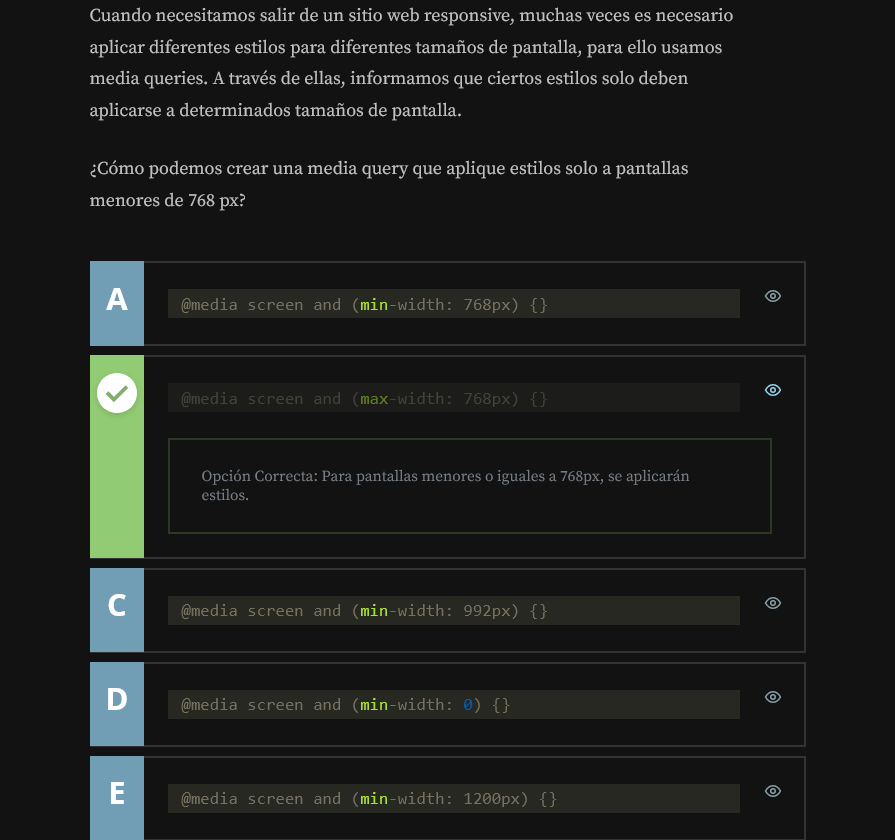 Cuando necesitamos salir de un sitio web responsive, muchas veces es necesario
aplicar diferentes estilos para diferentes tamaños de pantalla, para ello usamos
media queries. A través de ellas, informamos que ciertos estilos solo deben
aplicarse a determinados tamaños de pantalla.
¿Cómo podemos crear una media query que aplique estilos solo a pantallas
menores de 768 px?
A
@media screen and (min-width: 768px) {}
@media screen and (max-width: 768px) {}
Opción Correcta: Para pantallas menores o iguales a 768px, se aplicarán
estilos.
C
@media screen and (min-width: 992px) {}
D
@media screen and (min-width: 0) {}
E
@media screen and (min-width: 1200px) {}